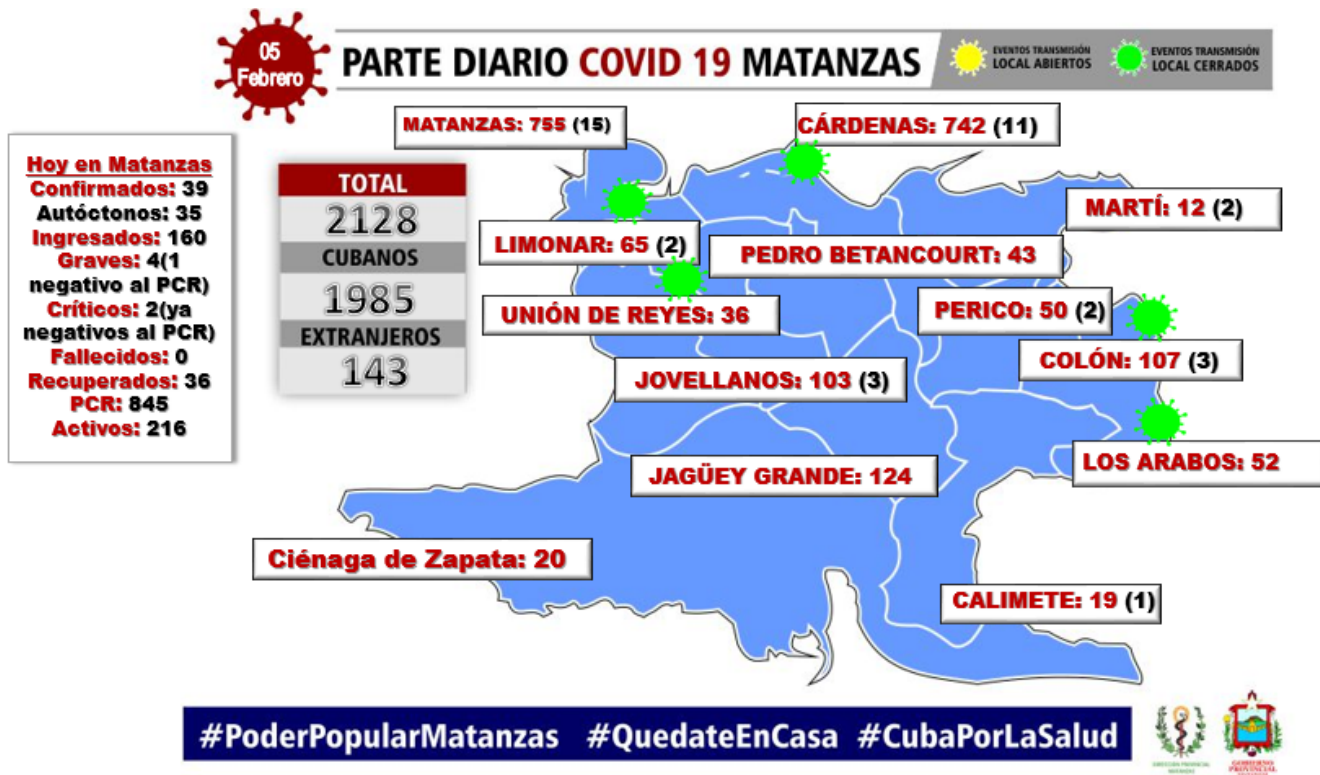 05
Febrero
PARTE DIARIO COVID 19 MATANZAS
EVENTOS TRANSMISIÓN
LOCAL ABIERTOS
EVENTOS TRANSMISIÓN
LOCAL CERRADOS
Hoy en Matanzas
Confirmados: 39
Autóctonos: 35
Ingresados: 160
Graves: 4(1
negativo al PCR)
Críticos: 2(ya
negativos al PCR)
Fallecidos: 0
Recuperados: 36
PCR: 845
Activos: 216
TOTAL
2128
CUBANOS
1985
EXTRANJEROS
143
MATANZAS: 755 (15)
CÁRDENAS: 742 (11)
MARTÍ: 12 (2)
LIMONAR: 65 (2)
PEDRO BETANCOURT: 43
UNIÓN DE REYES: 36
PERICO: 50 (2)
COLÓN: 107 (3)
JOVELLANOS: 103 (3)
LOS ARABOS: 52
JAGÜEY GRANDE: 124
Ciénaga de Zapata: 20
CALIMETE: 19 (1)
#PoderPopularMatanzas #QuedateEnCasa #CubaPorLaSalud
DIRECCIÓN PROVINCIAL
GOBIERNO
PROVINCIAL